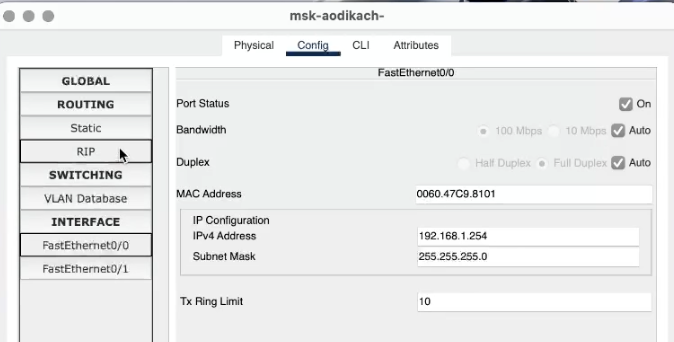 msk-aodikach-
Physical Config CLI Attributes
GLOBAL
ROUTING
Static
RIP
SWITCHING
VLAN Database
INTERFACE
FastEthernet0/0
FastEthernet0/1
FastEthernet0/0
Port Status On
Bandwidth 100 Mbps 10 Mbps Auto
Duplex Half Duplex Full Duplex Auto
MAC Address 0060.47C9.8101
IP Configuration
IPv4 Address 192.168.1.254
Subnet Mask 255.255.255.0
Tx Ring Limit 10